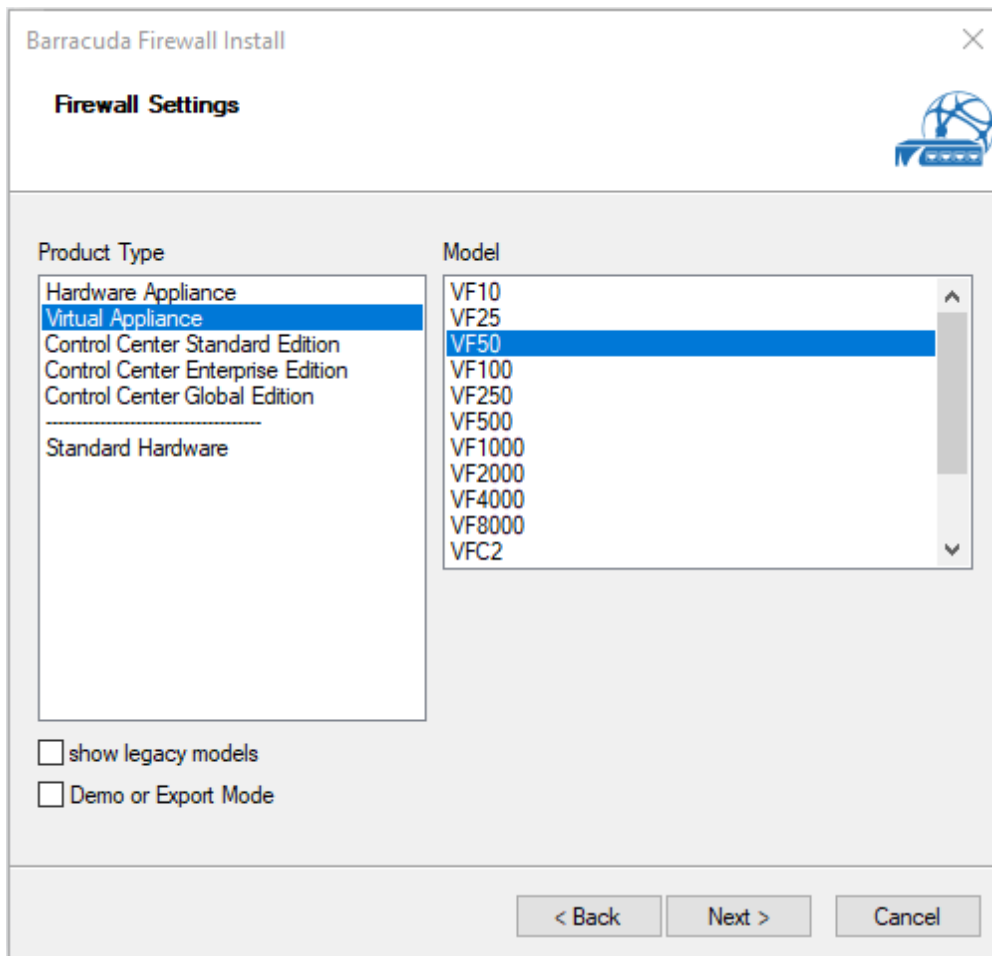 Barracuda Firewall Install
Firewall Settings
Product Type
Hardware Appliance
Virtual Appliance
Control Center Standard Edition
Control Center Enterprise Edition
Control Center Global Edition
------------------------------------
Standard Hardware
Model
VF10
VF25
VF50
VF100
VF250
VF500
VF1000
VF2000
VF4000
VF8000
VFC2
show legacy models
Demo or Export Mode
< Back Next > Cancel